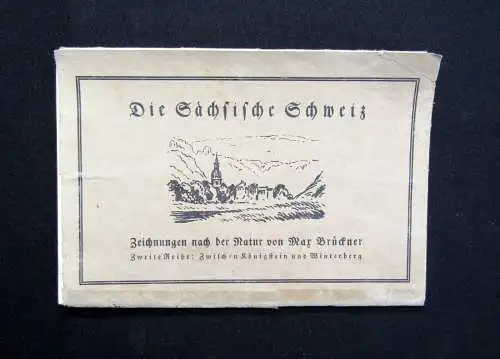 Die Sächsische Schweiz
Zeichnungen nach der Natur von Max Brückner
Zweite Reihe: Zwischen Königstein und Winterberg